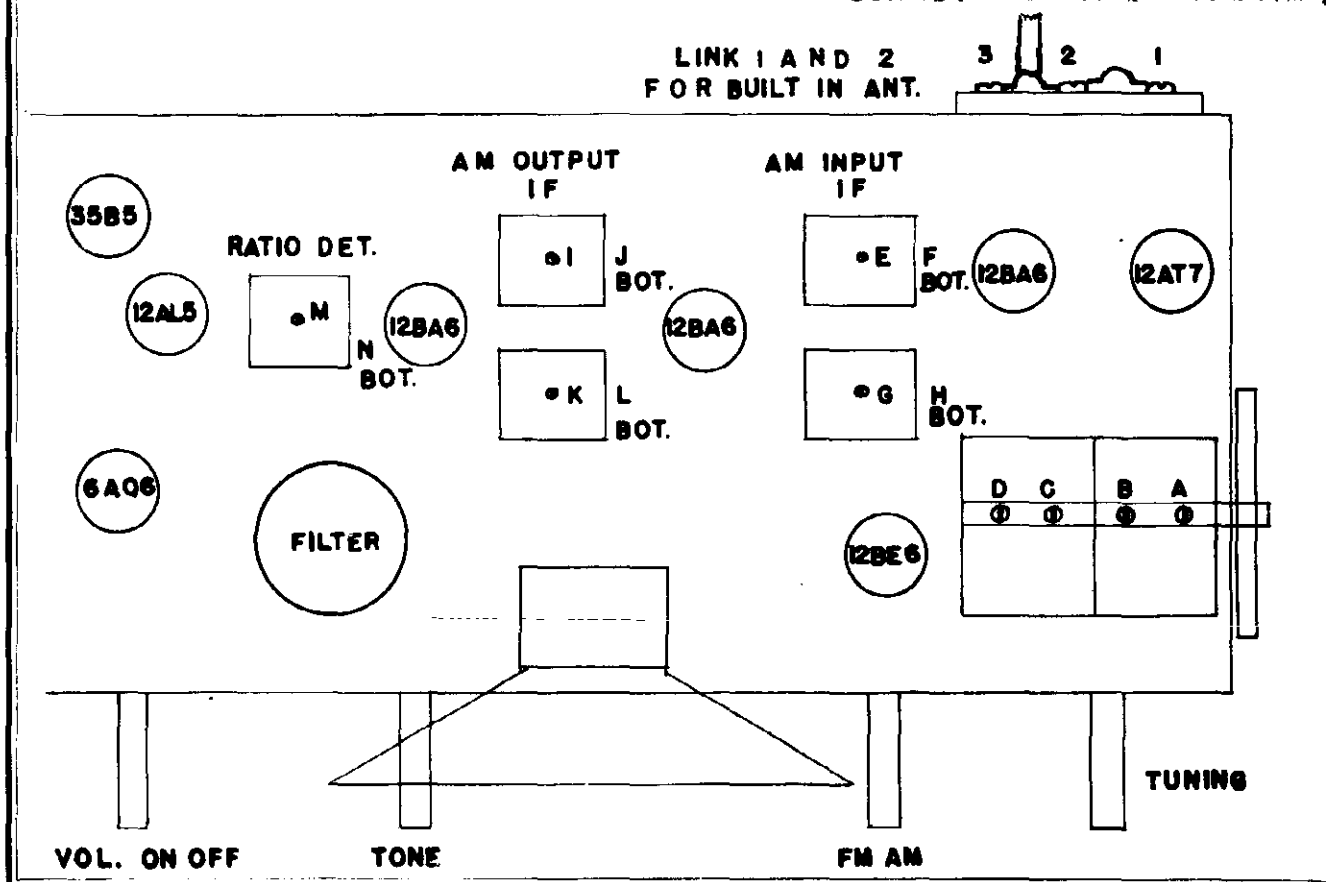 LINK 1 AND 2
FOR BUILT IN ANT.
3 2 1
AM OUTPUT
IF
AM INPUT
IF
35B5
RATIO DET.
I
J
BOT.
E
F
BOT.
12BA6
12AT7
12AL5
M
N
BOT.
12BA6
12BA6
K
L
BOT.
G
H
BOT.
6AQ6
FILTER
D C B A
12BE6
TUNING
VOL. ON OFF
TONE
FM AM